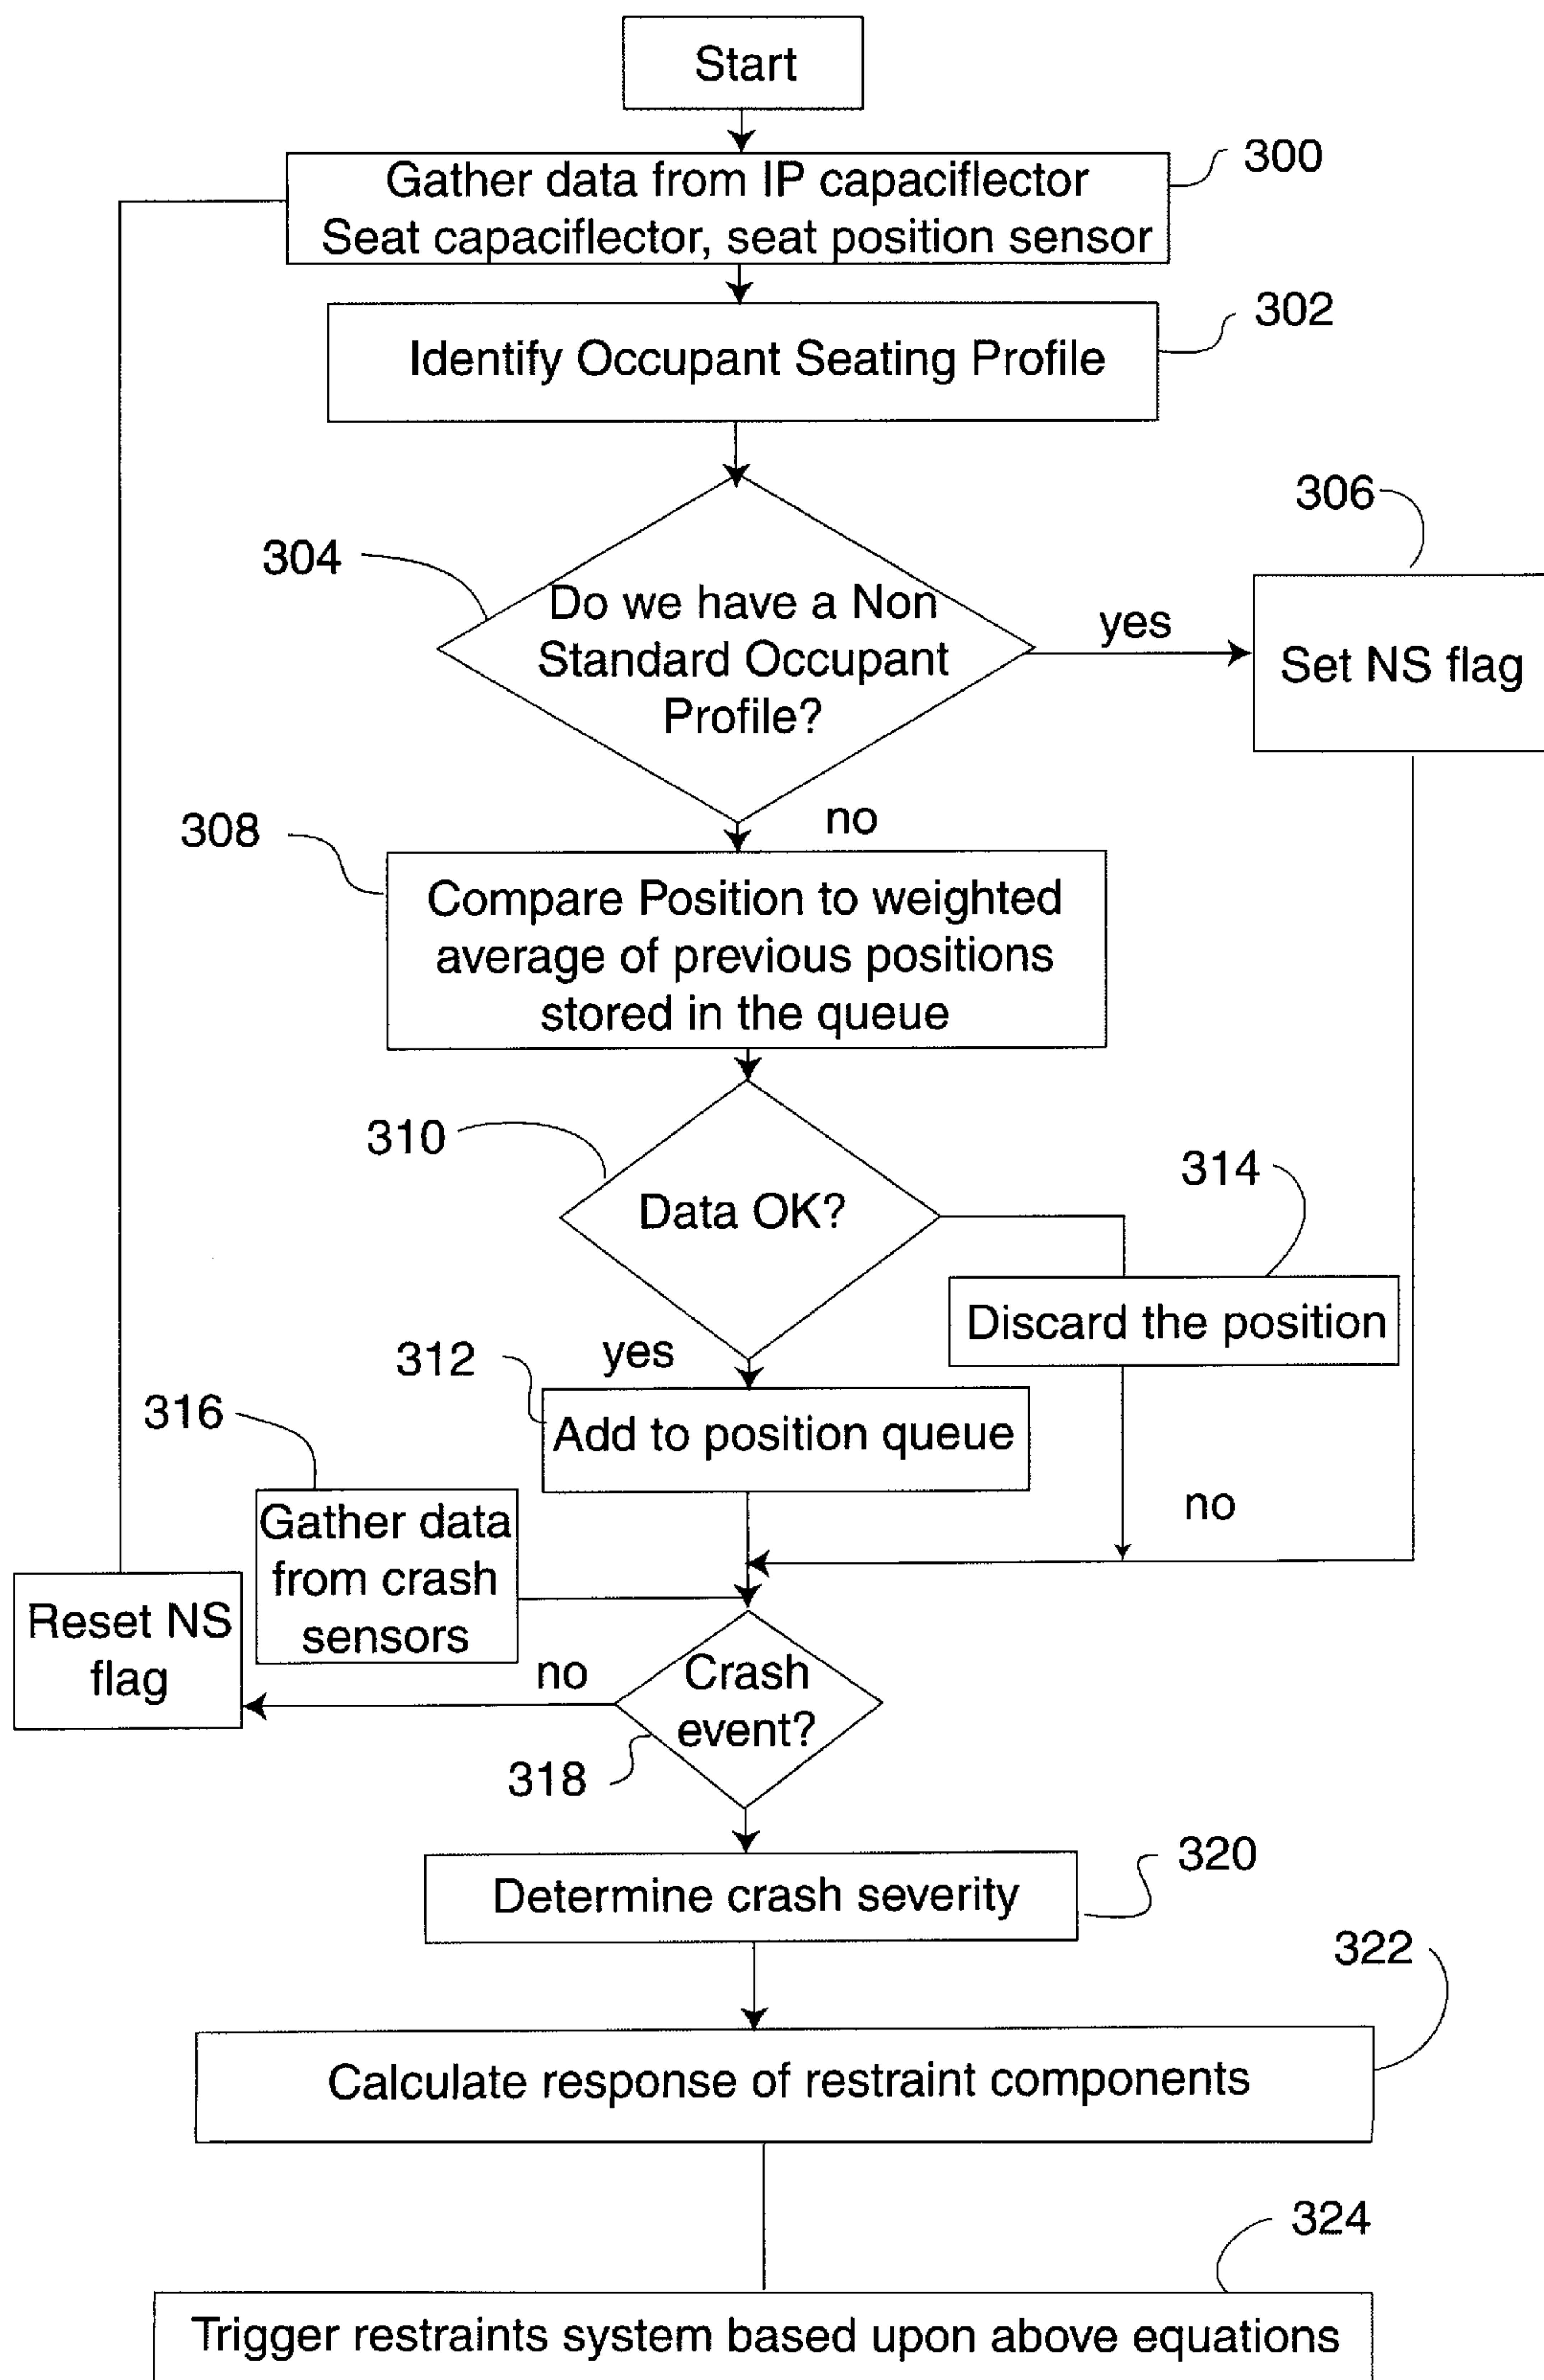 Start
300
Gather data from IP capaciflector
Seat capaciflector, seat position sensor
302
Identify Occupant Seating Profile
304
Do we have a Non
Standard Occupant
Profile?
yes
306
Set NS flag
no
308
Compare Position to weighted
average of previous positions
stored in the queue
310
Data OK?
314
Discard the position
yes
312
Add to position queue
316
Gather data
from crash
sensors
no
Reset NS
flag
no
Crash
event?
318
320
Determine crash severity
322
Calculate response of restraint components
324
Trigger restraints system based upon above equations